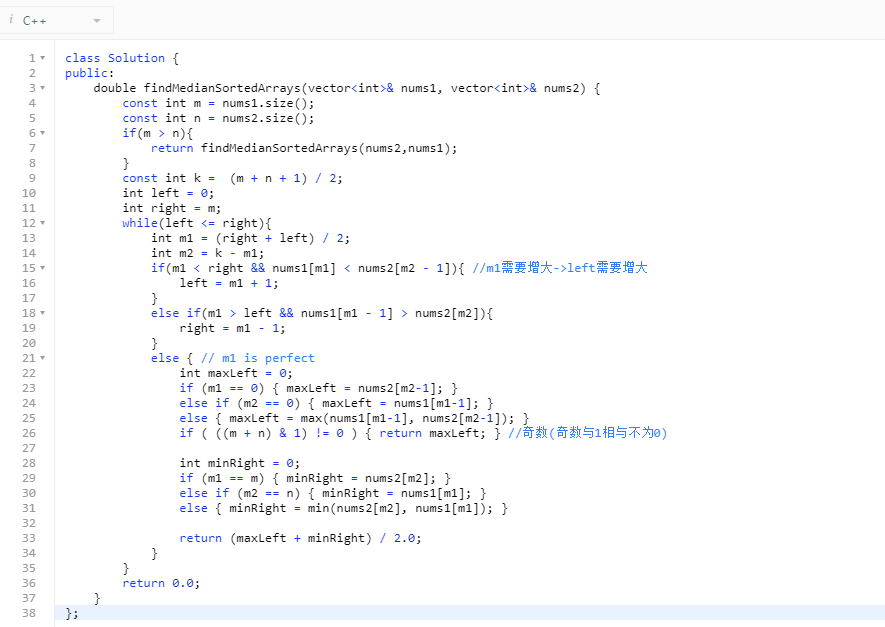 i C++
1 class Solution {
2 public:
3     double findMedianSortedArrays(vector<int>& nums1, vector<int>& nums2) {
4         const int m = nums1.size();
5         const int n = nums2.size();
6         if(m > n){
7             return findMedianSortedArrays(nums2,nums1);
8         }
9         const int k =  (m + n + 1) / 2;
10         int left = 0;
11         int right = m;
12         while(left <= right){
13             int m1 = (right + left) / 2;
14             int m2 = k - m1;
15             if(m1 < right && nums1[m1] < nums2[m2 - 1]){ //m1需要增大->left需要增大
16                 left = m1 + 1;
17             }
18             else if(m1 > left && nums1[m1 - 1] > nums2[m2]){
19                 right = m1 - 1;
20             }
21             else { // m1 is perfect
22                 int maxLeft = 0;
23                 if (m1 == 0) { maxLeft = nums2[m2-1]; }
24                 else if (m2 == 0) { maxLeft = nums1[m1-1]; }
25                 else { maxLeft = max(nums1[m1-1], nums2[m2-1]); }
26                 if ( ((m + n) & 1) != 0 ) { return maxLeft; } //奇数(奇数与1相与不为0)
27
28                 int minRight = 0;
29                 if (m1 == m) { minRight = nums2[m2]; }
30                 else if (m2 == n) { minRight = nums1[m1]; }
31                 else { minRight = min(nums2[m2], nums1[m1]); }
32
33                 return (maxLeft + minRight) / 2.0;
34             }
35         }
36         return 0.0;
37     }
38 };